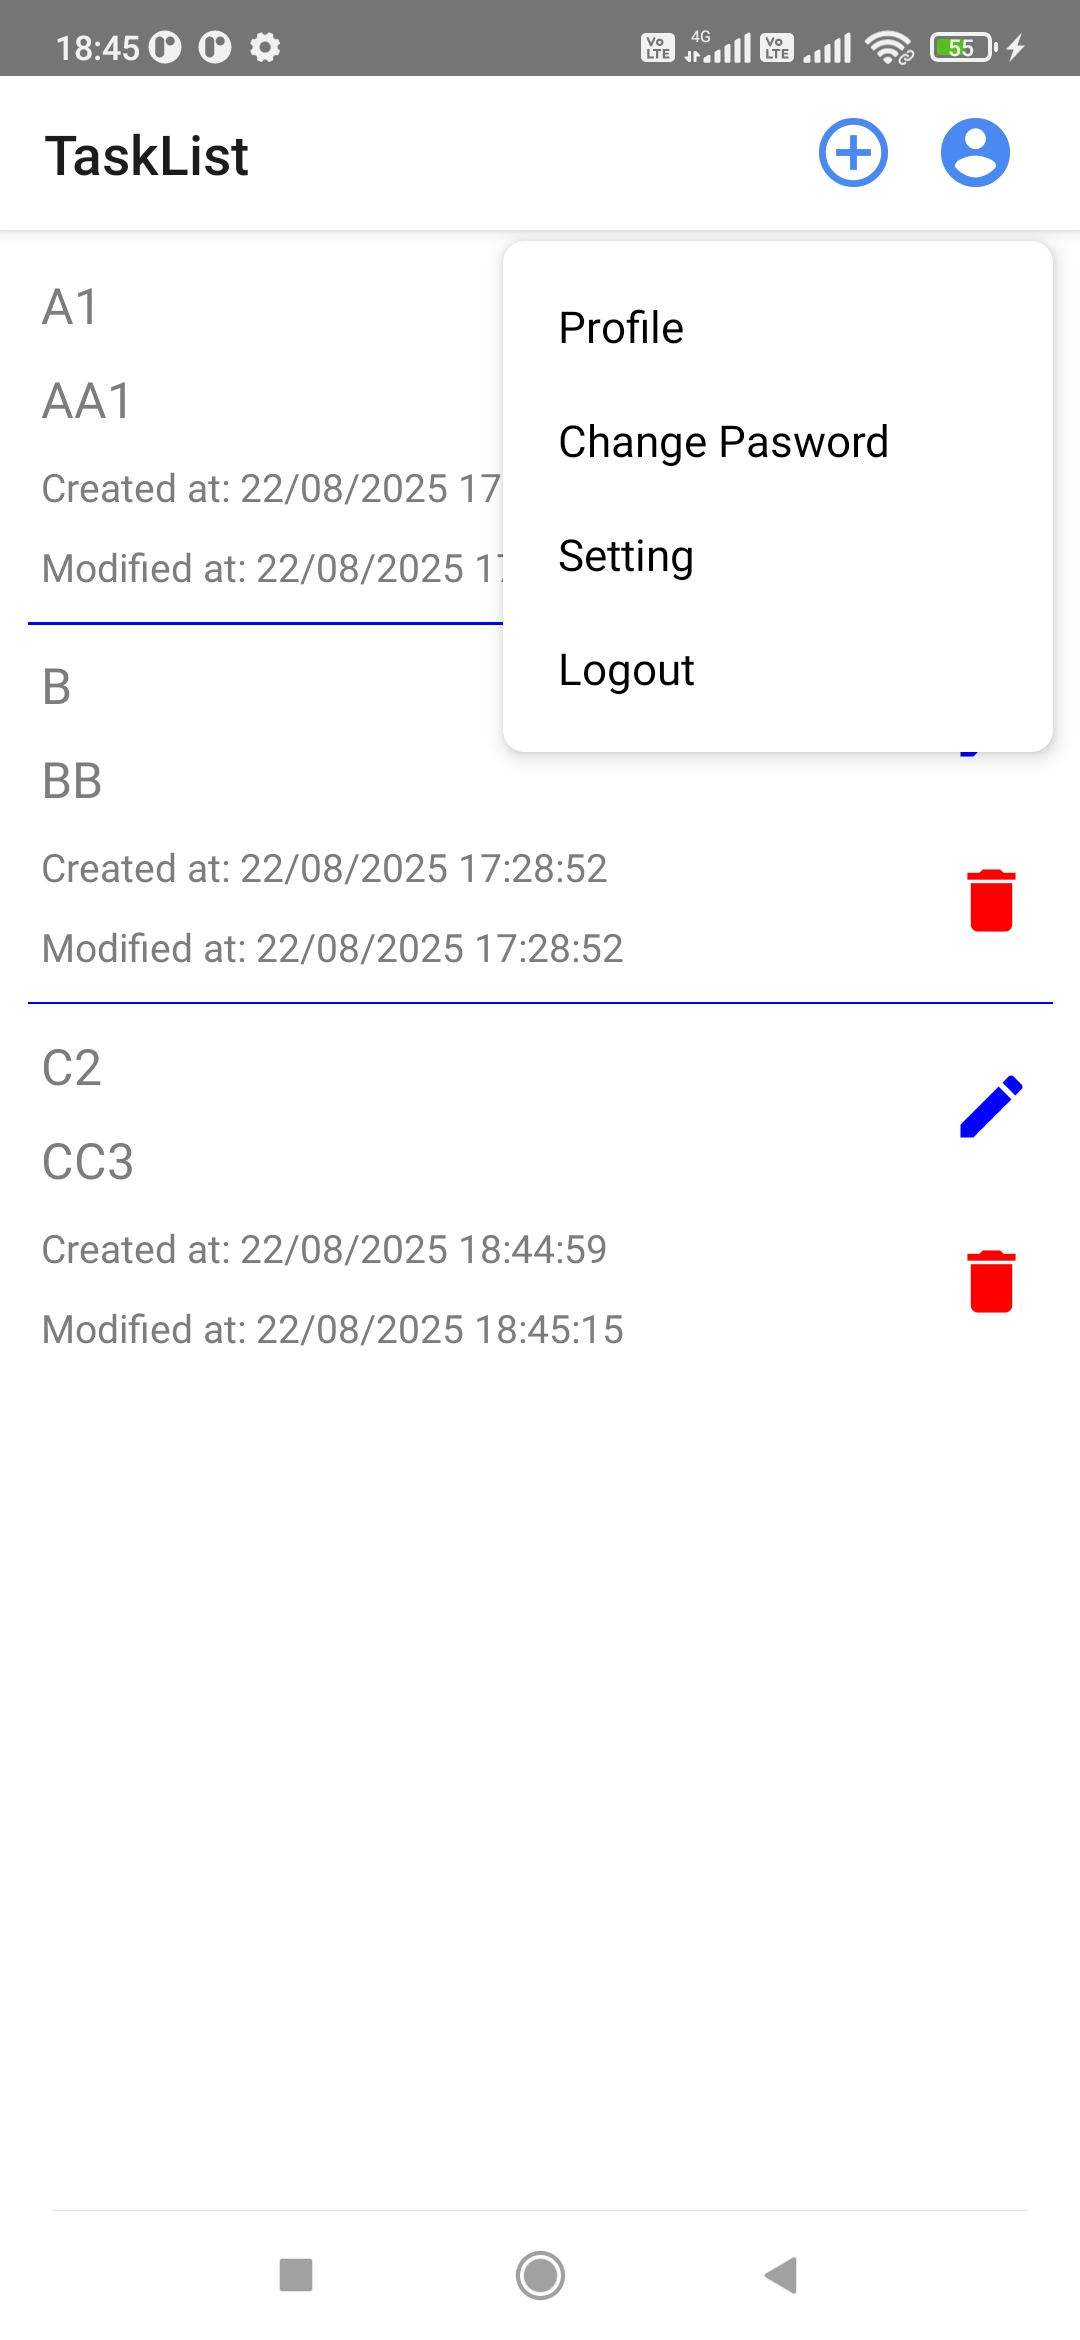 18:45 Vo LTE 4G Vo LTE 55
TaskList
Profile
Change Pasword
Setting
Logout
A1
AA1
Created at: 22/08/2025 17
Modified at: 22/08/2025
B
BB
Created at: 22/08/2025 17:28:52
Modified at: 22/08/2025 17:28:52
C2
CC3
Created at: 22/08/2025 18:44:59
Modified at: 22/08/2025 18:45:15